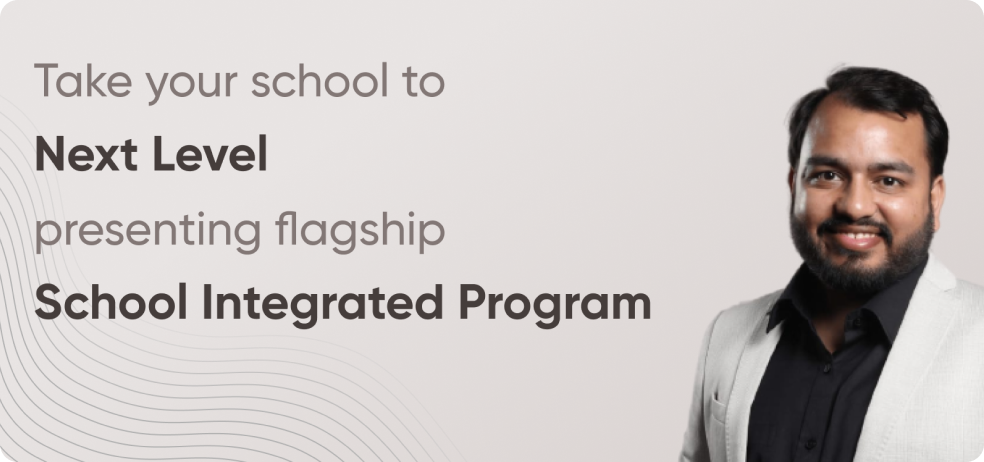 Take your school to
Next Level
presenting flagship
School Integrated Program